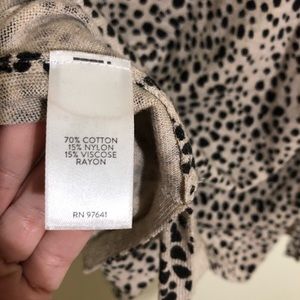 70% COTTON
15% NYLON
15% VISCOSE
RAYON
RN 97641